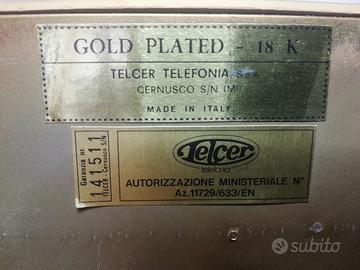 GOLD PLATED - 18 K
TELCER TELEFONIA S.P.A
CERNUSCO S/N (MI)
MADE IN ITALY
Garanzia nr.
141511
TELCER - Cernusco S/N
Telcer
telefonia
AUTORIZZAZIONE MINISTERIALE N°
Az.11729/633/EN
subito